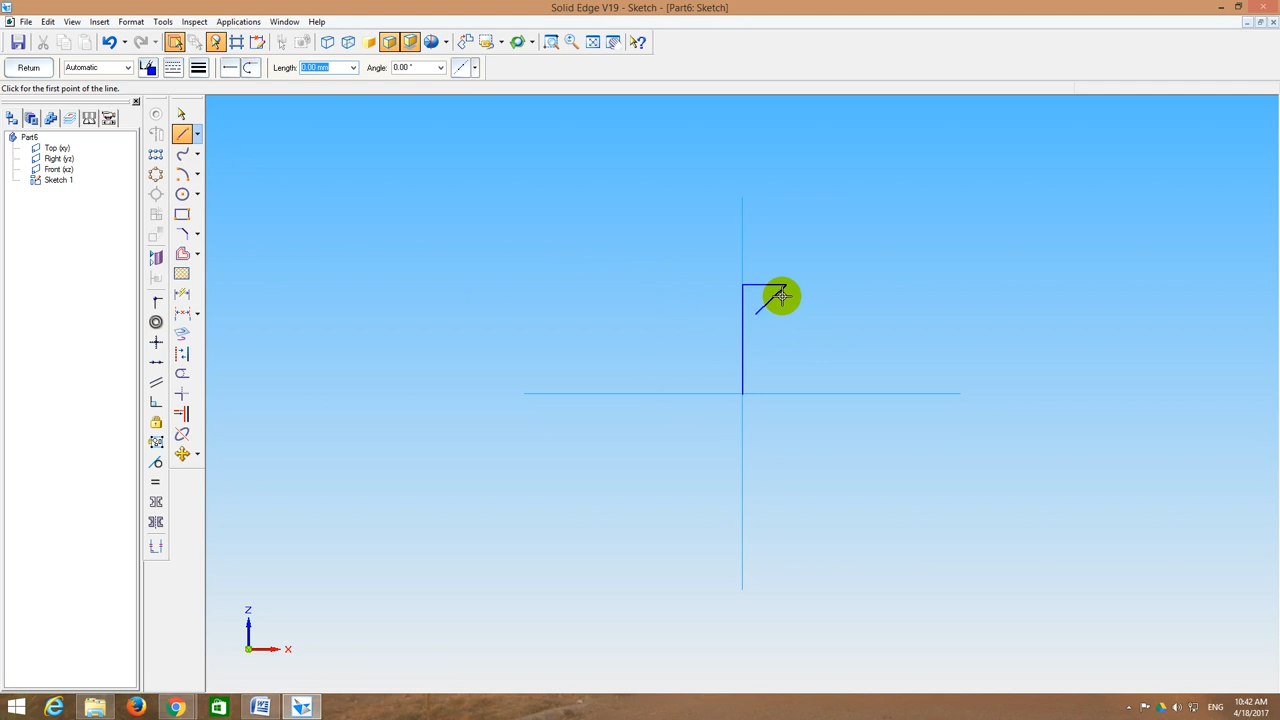 Solid Edge V19 - Sketch - [Part6: Sketch]
File Edit View Insert Format Tools Inspect Applications Window Help
Return Automatic Length: 0.00 mm Angle: 0.00 °
Click for the first point of the line.
Part6
Top (xy)
Right (yz)
Front (xz)
Sketch 1
Z
X
ENG
10:42 AM
4/18/2017